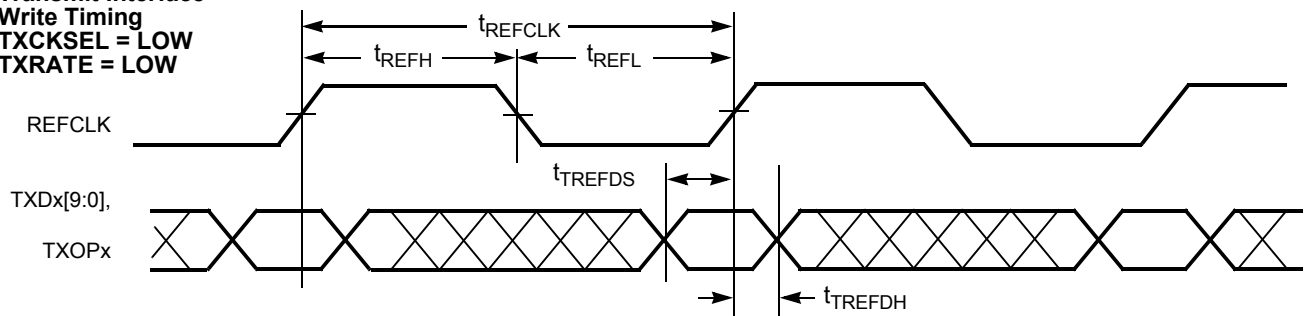 Write Timing
TXCKSEL = LOW
TXRATE = LOW
tREFCLK
tREFH
tREFL
REFCLK
tTREFDS
TXDx[9:0],
TXOPx
tTREFDH